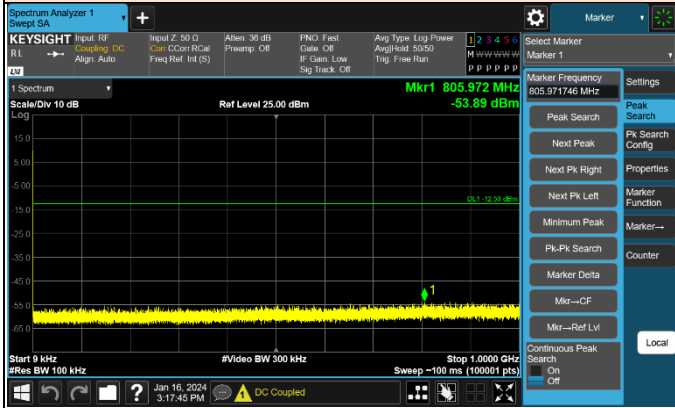 Spectrum Analyzer 1
Swept SA
+
Marker
KEYSIGHT
R L
Input: RF
Coupling: DC
Align: Auto
Input Z: 50 Ω
Corr CCorr RCal
Freq Ref: Int (S)
Atten: 36 dB
Preamp: Off
PNO: Fast
Gate: Off
IF Gain: Low
Sig Track: Off
Avg Type: Log-Power
Avg|Hold: 50/50
Trig: Free Run
1 2 3 4 5 6
M W W W W W
P P P P P P
Select Marker
Marker 1
1 Spectrum
Scale/Div 10 dB
Log
Ref Level 25.00 dBm
Mkr1 805.972 MHz
-53.89 dBm
15.0
5.00
-5.00
-15.0
-25.0
-35.0
-45.0
-55.0
-65.0
DL1 -12.50 dBm
1
Start 9 kHz
#Res BW 100 kHz
#Video BW 300 kHz
Stop 1.0000 GHz
Sweep ~100 ms (100001 pts)
Marker Frequency
805.971746 MHz
Peak Search
Next Peak
Next Pk Right
Next Pk Left
Minimum Peak
Pk-Pk Search
Marker Delta
Mkr→CF
Mkr→Ref Lvl
Continuous Peak
Search
On
Off
Settings
Peak
Search
Pk Search
Config
Properties
Marker
Function
Marker→
Counter
Local
?
Jan 16, 2024
3:17:45 PM
DC Coupled